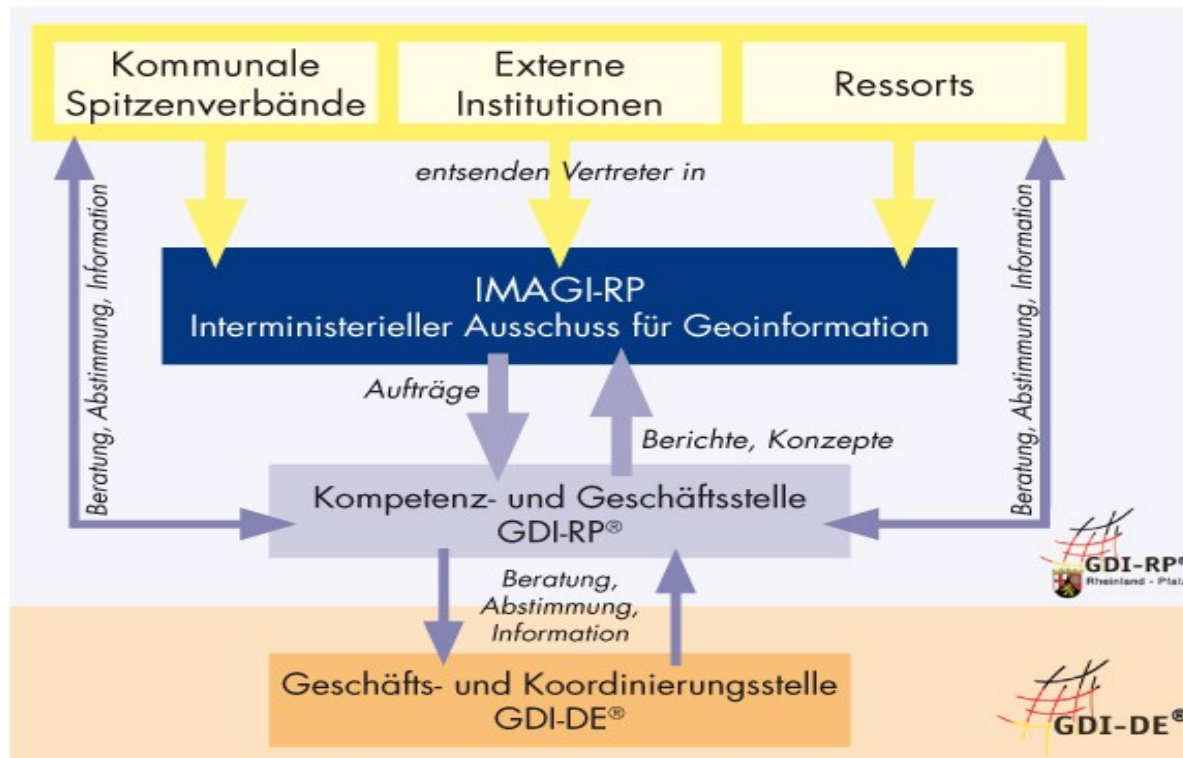 Kommunale
Spitzenverbände
Externe
Institutionen
Ressorts
entsenden Vertreter in
Beratung, Abstimmung, Information
Beratung, Abstimmung, Information
IMAGI-RP
Interministerieller Ausschuss für Geoinformation
Aufträge
Berichte, Konzepte
Kompetenz- und Geschäftsstelle
GDI-RP®
GDI-RP®
Rheinland - Pfalz
Beratung,
Abstimmung,
Information
Geschäfts- und Koordinierungsstelle
GDI-DE®
GDI-DE®